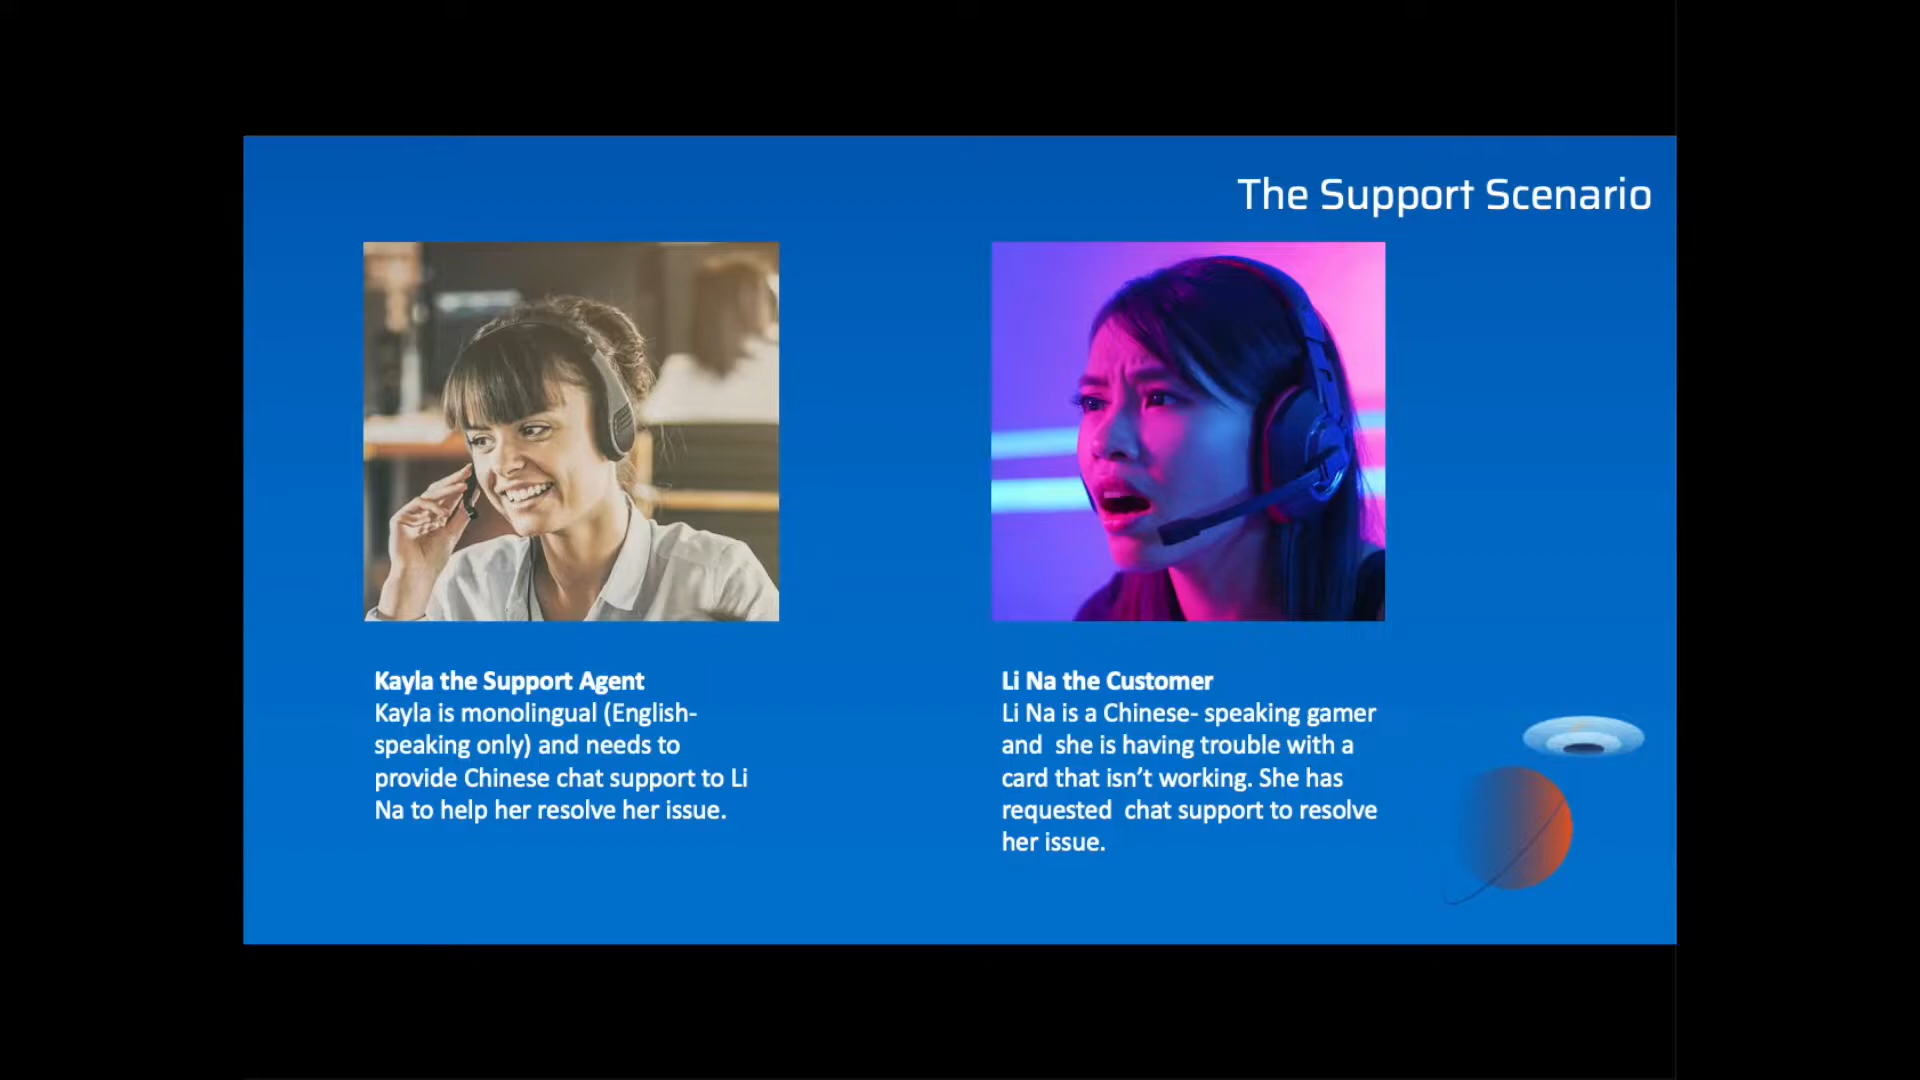 The Support Scenario
Kayla the Support Agent
Kayla is monolingual (English-
speaking only) and needs to
provide Chinese chat support to Li
Na to help her resolve her issue.
Li Na the Customer
Li Na is a Chinese- speaking gamer
and  she is having trouble with a
card that isn’t working. She has
requested  chat support to resolve
her issue.